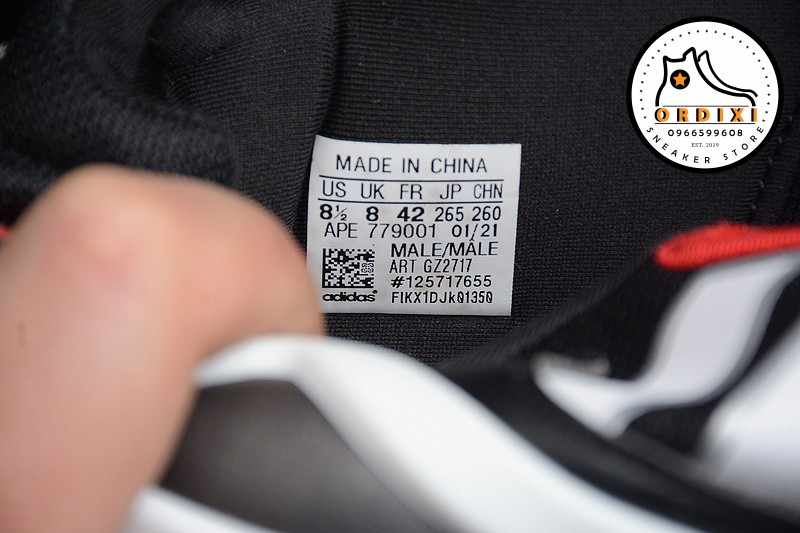 ORDIXI
0966599608
EST. 2019
SNEAKER STORE
MADE IN CHINA
US UK FR JP CHN
8½ 8 42 265 260
APE 779001 01/21
MALE/MÂLE
ART GZ2717
#125717655
FIKX1DJk01350
adidas®